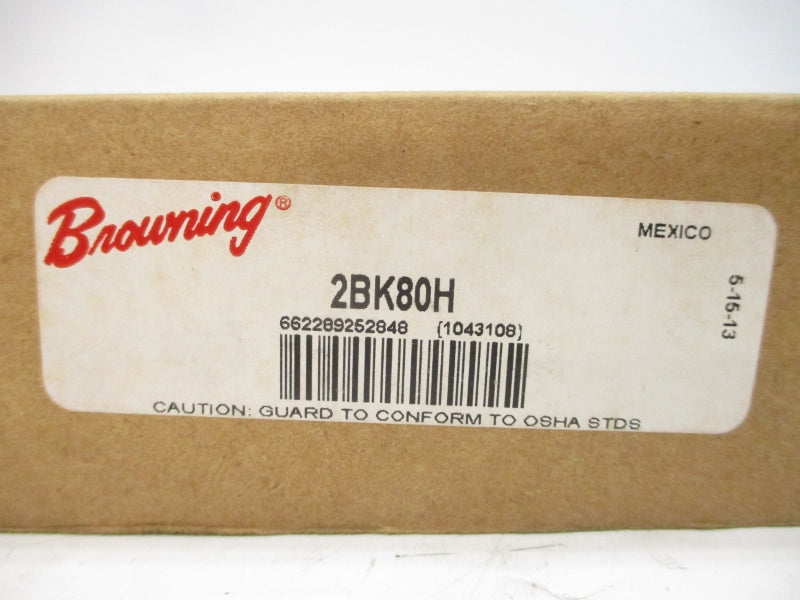 Browning®
MEXICO
2BK80H
5-15-13
662289252848 (1043108)
CAUTION: GUARD TO CONFORM TO OSHA STDS